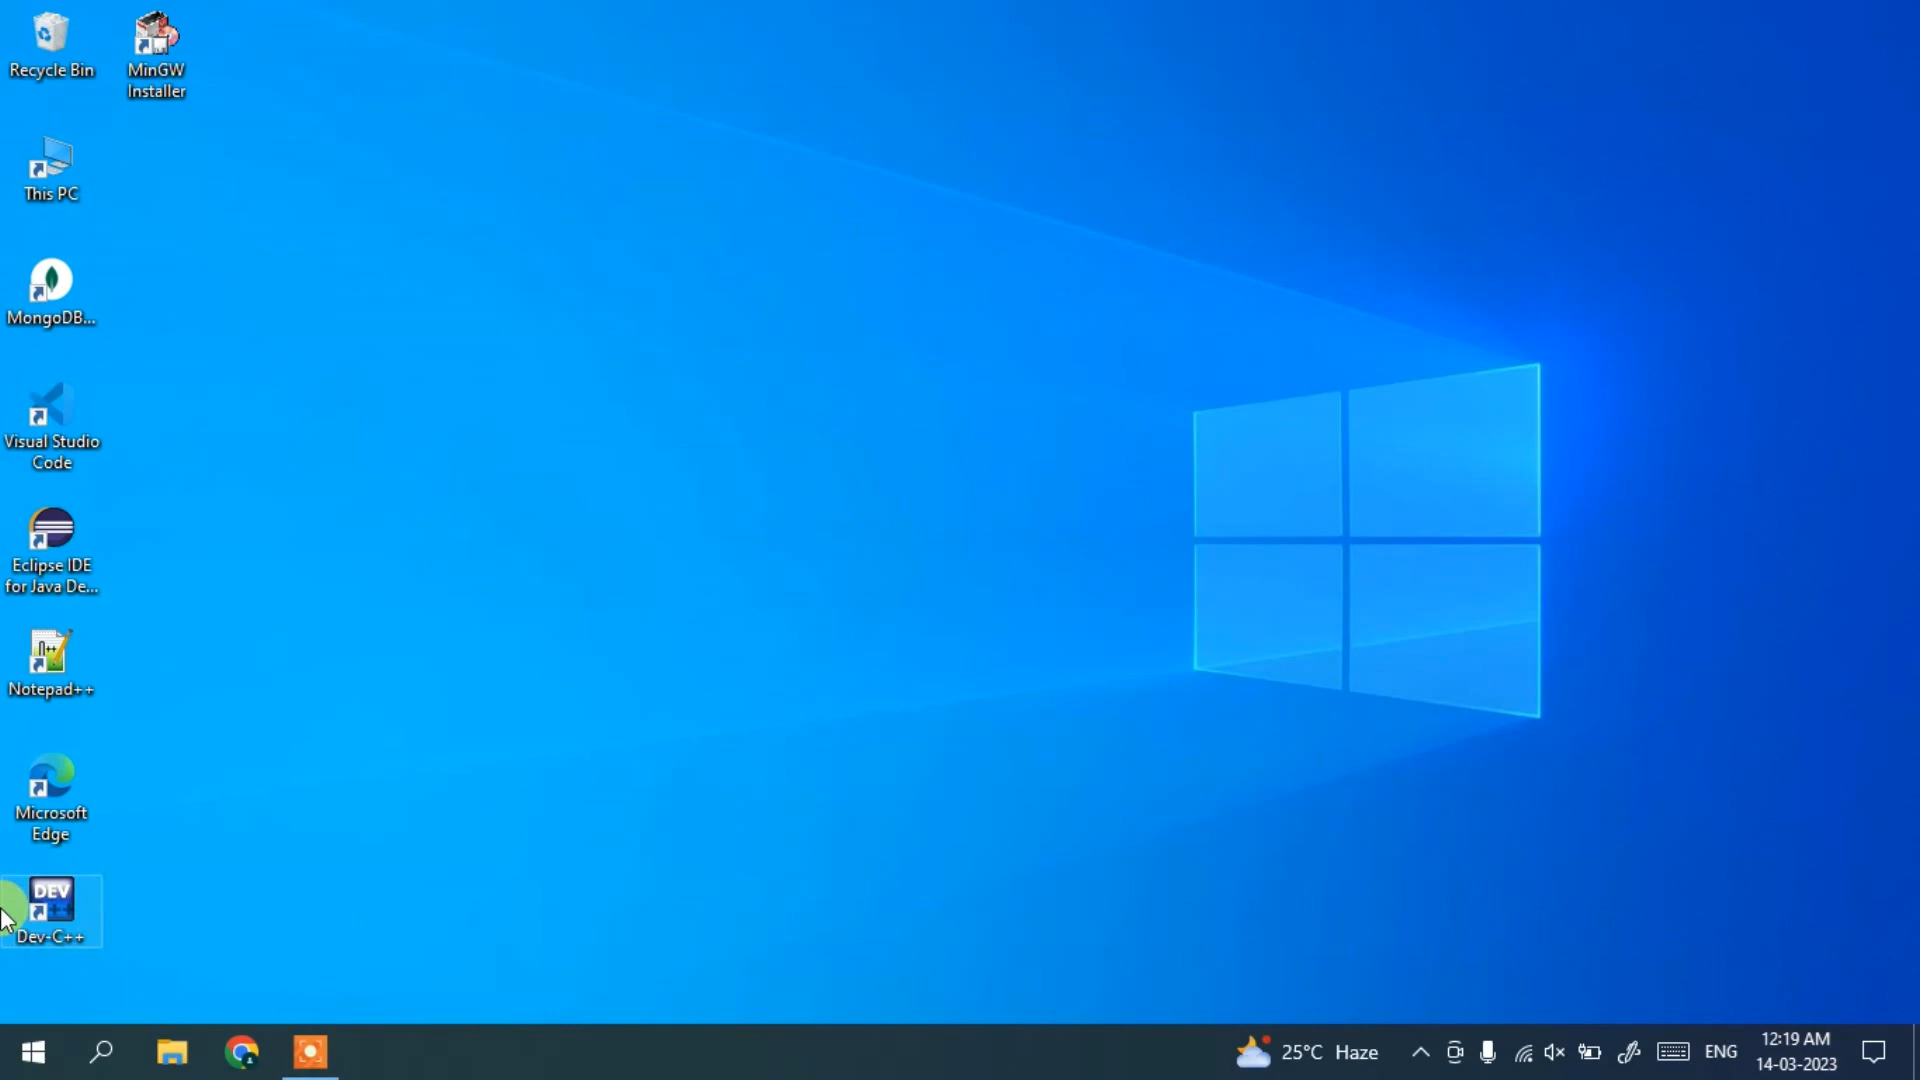 Recycle Bin
MinGW
Installer
This PC
MongoDB...
Visual Studio
Code
Eclipse IDE
for Java De...
Notepad++
Microsoft
Edge
DEV
++
Dev-C++
25°C Haze
ENG
12:19 AM
14-03-2023